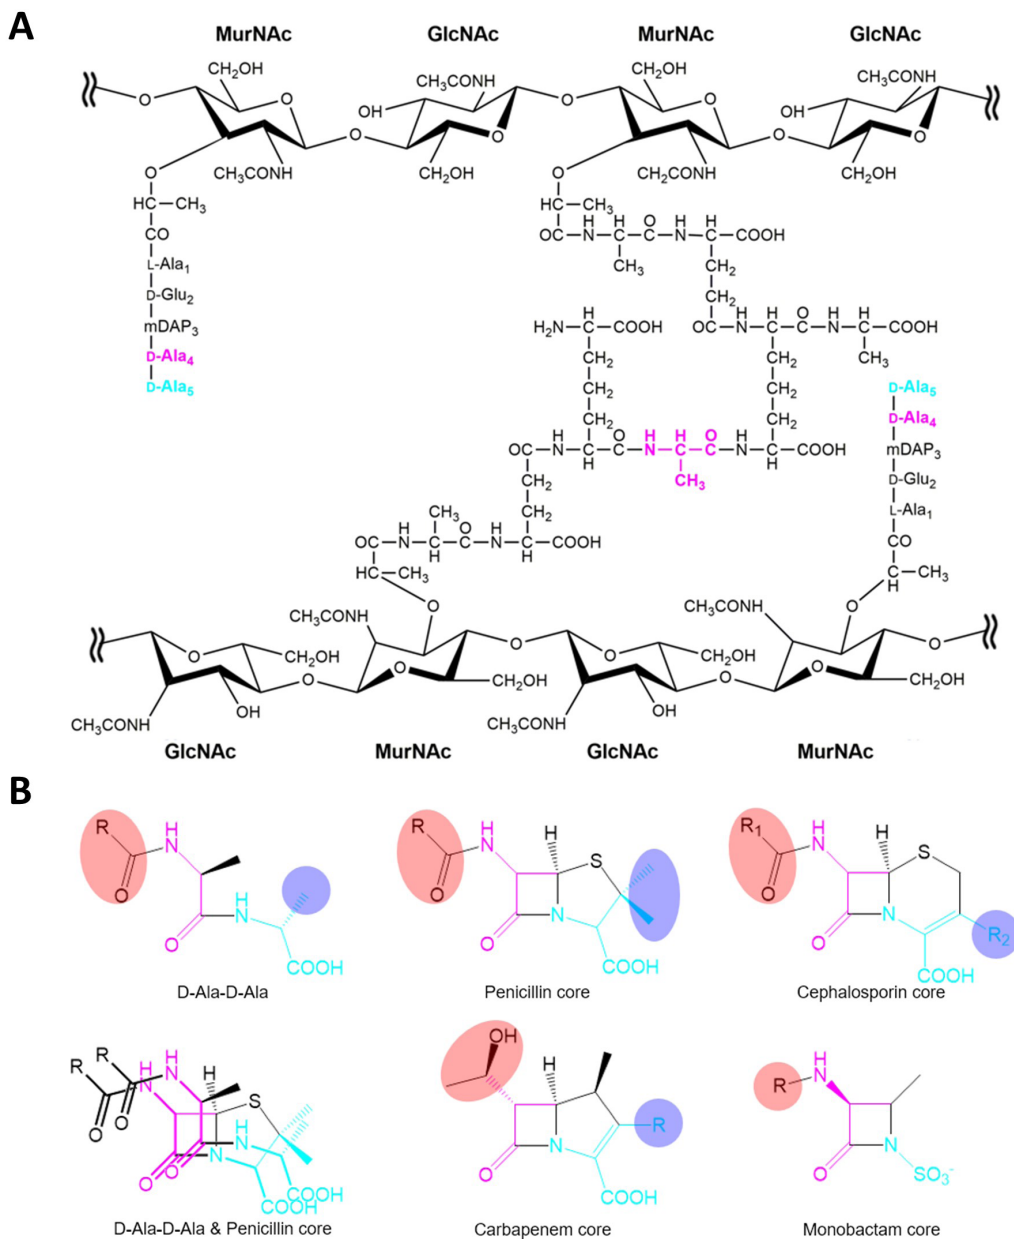 A
MurNAc GlcNAc MurNAc GlcNAc
CH2OH CH3CONH CH2OH CH3CONH
O O OH O O O OH O
O O
CH3CONH CH2OH CH2CONH CH2OH
O O
HC CH3 HC CH3
CO OC H N H O H N H COOH
CH3 CH2
L-Ala1 CH2
D-Glu2 OC H N H O H N H COOH
mDAP3 H2N H COOH CH2 CH3
D-Ala4 CH2 CH2
D-Ala5 CH2 CH2
CH2
OC H N H O H N H O H N H COOH
CH2 CH3
CH2
D-Ala5
D-Ala4
mDAP3
D-Glu2
L-Ala1
CO
HC CH3
OC H N CH3 H O H N H COOH
HC CH3
O O
CH3CONH CH3CONH
O O O O
CH2OH O CH2OH O CH2OH O CH2OH
OH OH
CH3CONH CH3CONH
GlcNAc MurNAc GlcNAc MurNAc
B
R H N O O H N COOH
D-Ala-D-Ala
R H N H S O O N COOH
Penicillin core
R1 H N H S O O N R2 COOH
Cephalosporin core
R R H N H N H S O O O O N H N COOH COOH
D-Ala-D-Ala & Penicillin core
OH H O N R COOH
Carbapenem core
R H N O N SO3-
Monobactam core